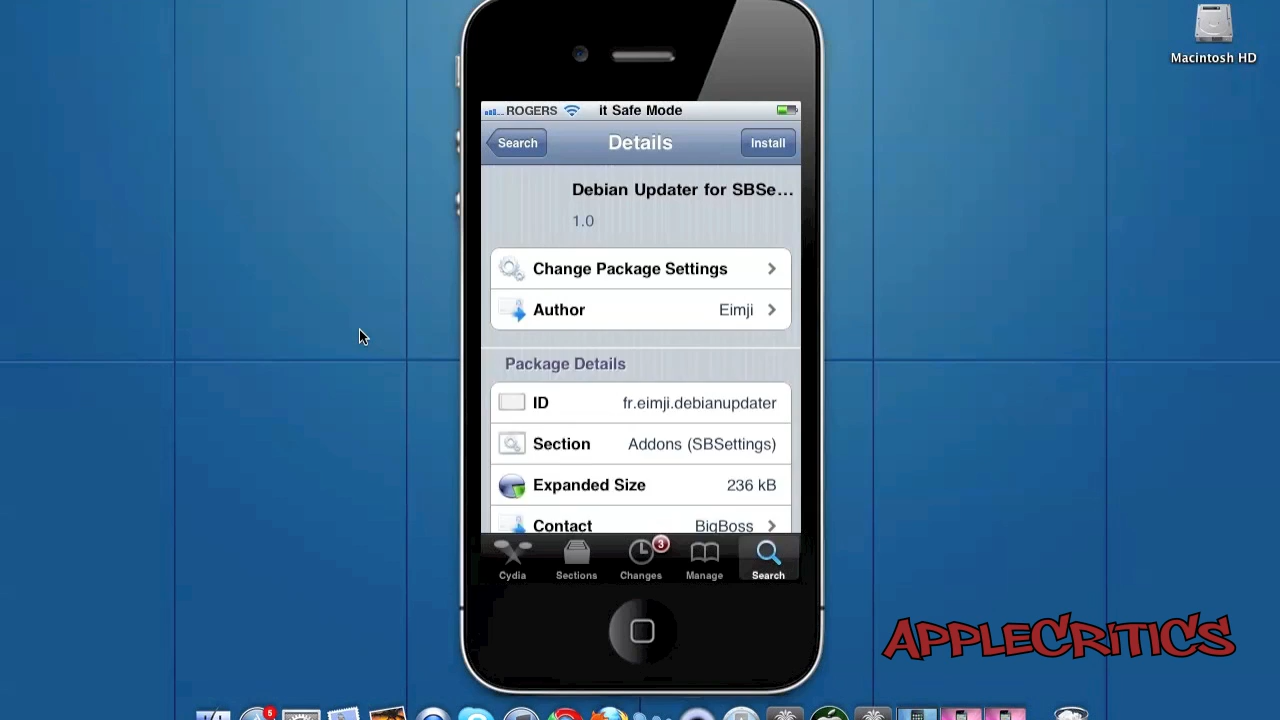 Macintosh HD
ROGERS it Safe Mode
Search Details Install
Debian Updater for SBSe...
1.0
Change Package Settings
Author Eimji
Package Details
ID fr.eimji.debianupdater
Section Addons (SBSettings)
Expanded Size 236 kB
Contact BigBoss
3
Cydia Sections Changes Manage Search
APPLECRITICS
5